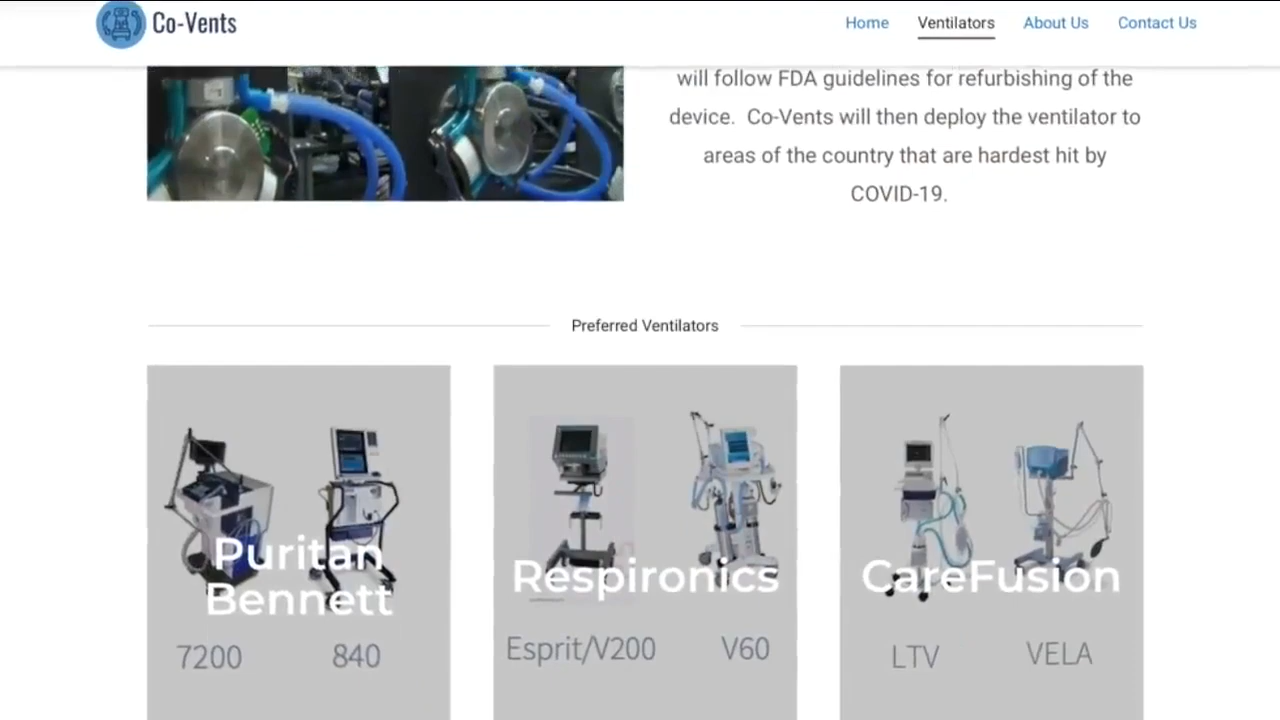 Co-Vents
Home Ventilators About Us Contact Us
will follow FDA guidelines for refurbishing of the
device. Co-Vents will then deploy the ventilator to
areas of the country that are hardest hit by
COVID-19.
Preferred Ventilators
Puritan
Bennett
7200 840
Respironics
Esprit/V200 V60
CareFusion
LTV VELA